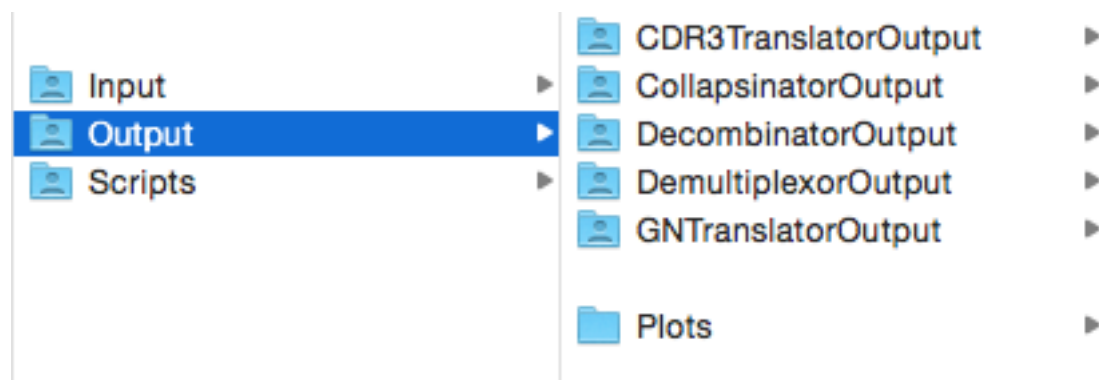 Input
Output
Scripts
CDR3TranslatorOutput
CollapsinatorOutput
DecombinatorOutput
DemultiplexorOutput
GNTranslatorOutput
Plots